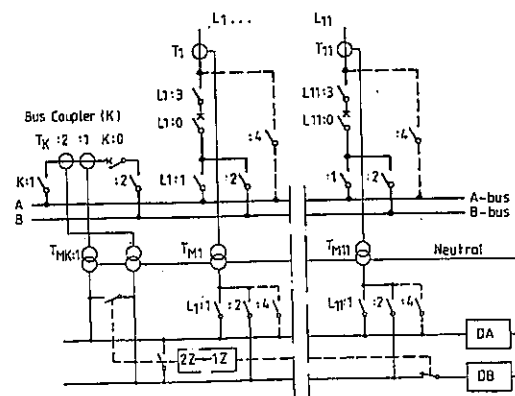 L1... L11
T1 T11
L1:3 L11:3
Bus Coupler (K) L1:0 L11:0
TK :2 :1 K:0 :4 :4
K:1 :2 L1:1 :2 :1 :2
A A-bus
B B-bus
TMK:1 TM1 TM11 Neutral
L1:1 :2 :4 L11:1 :2 :4
DA
2Z-1Z
DB